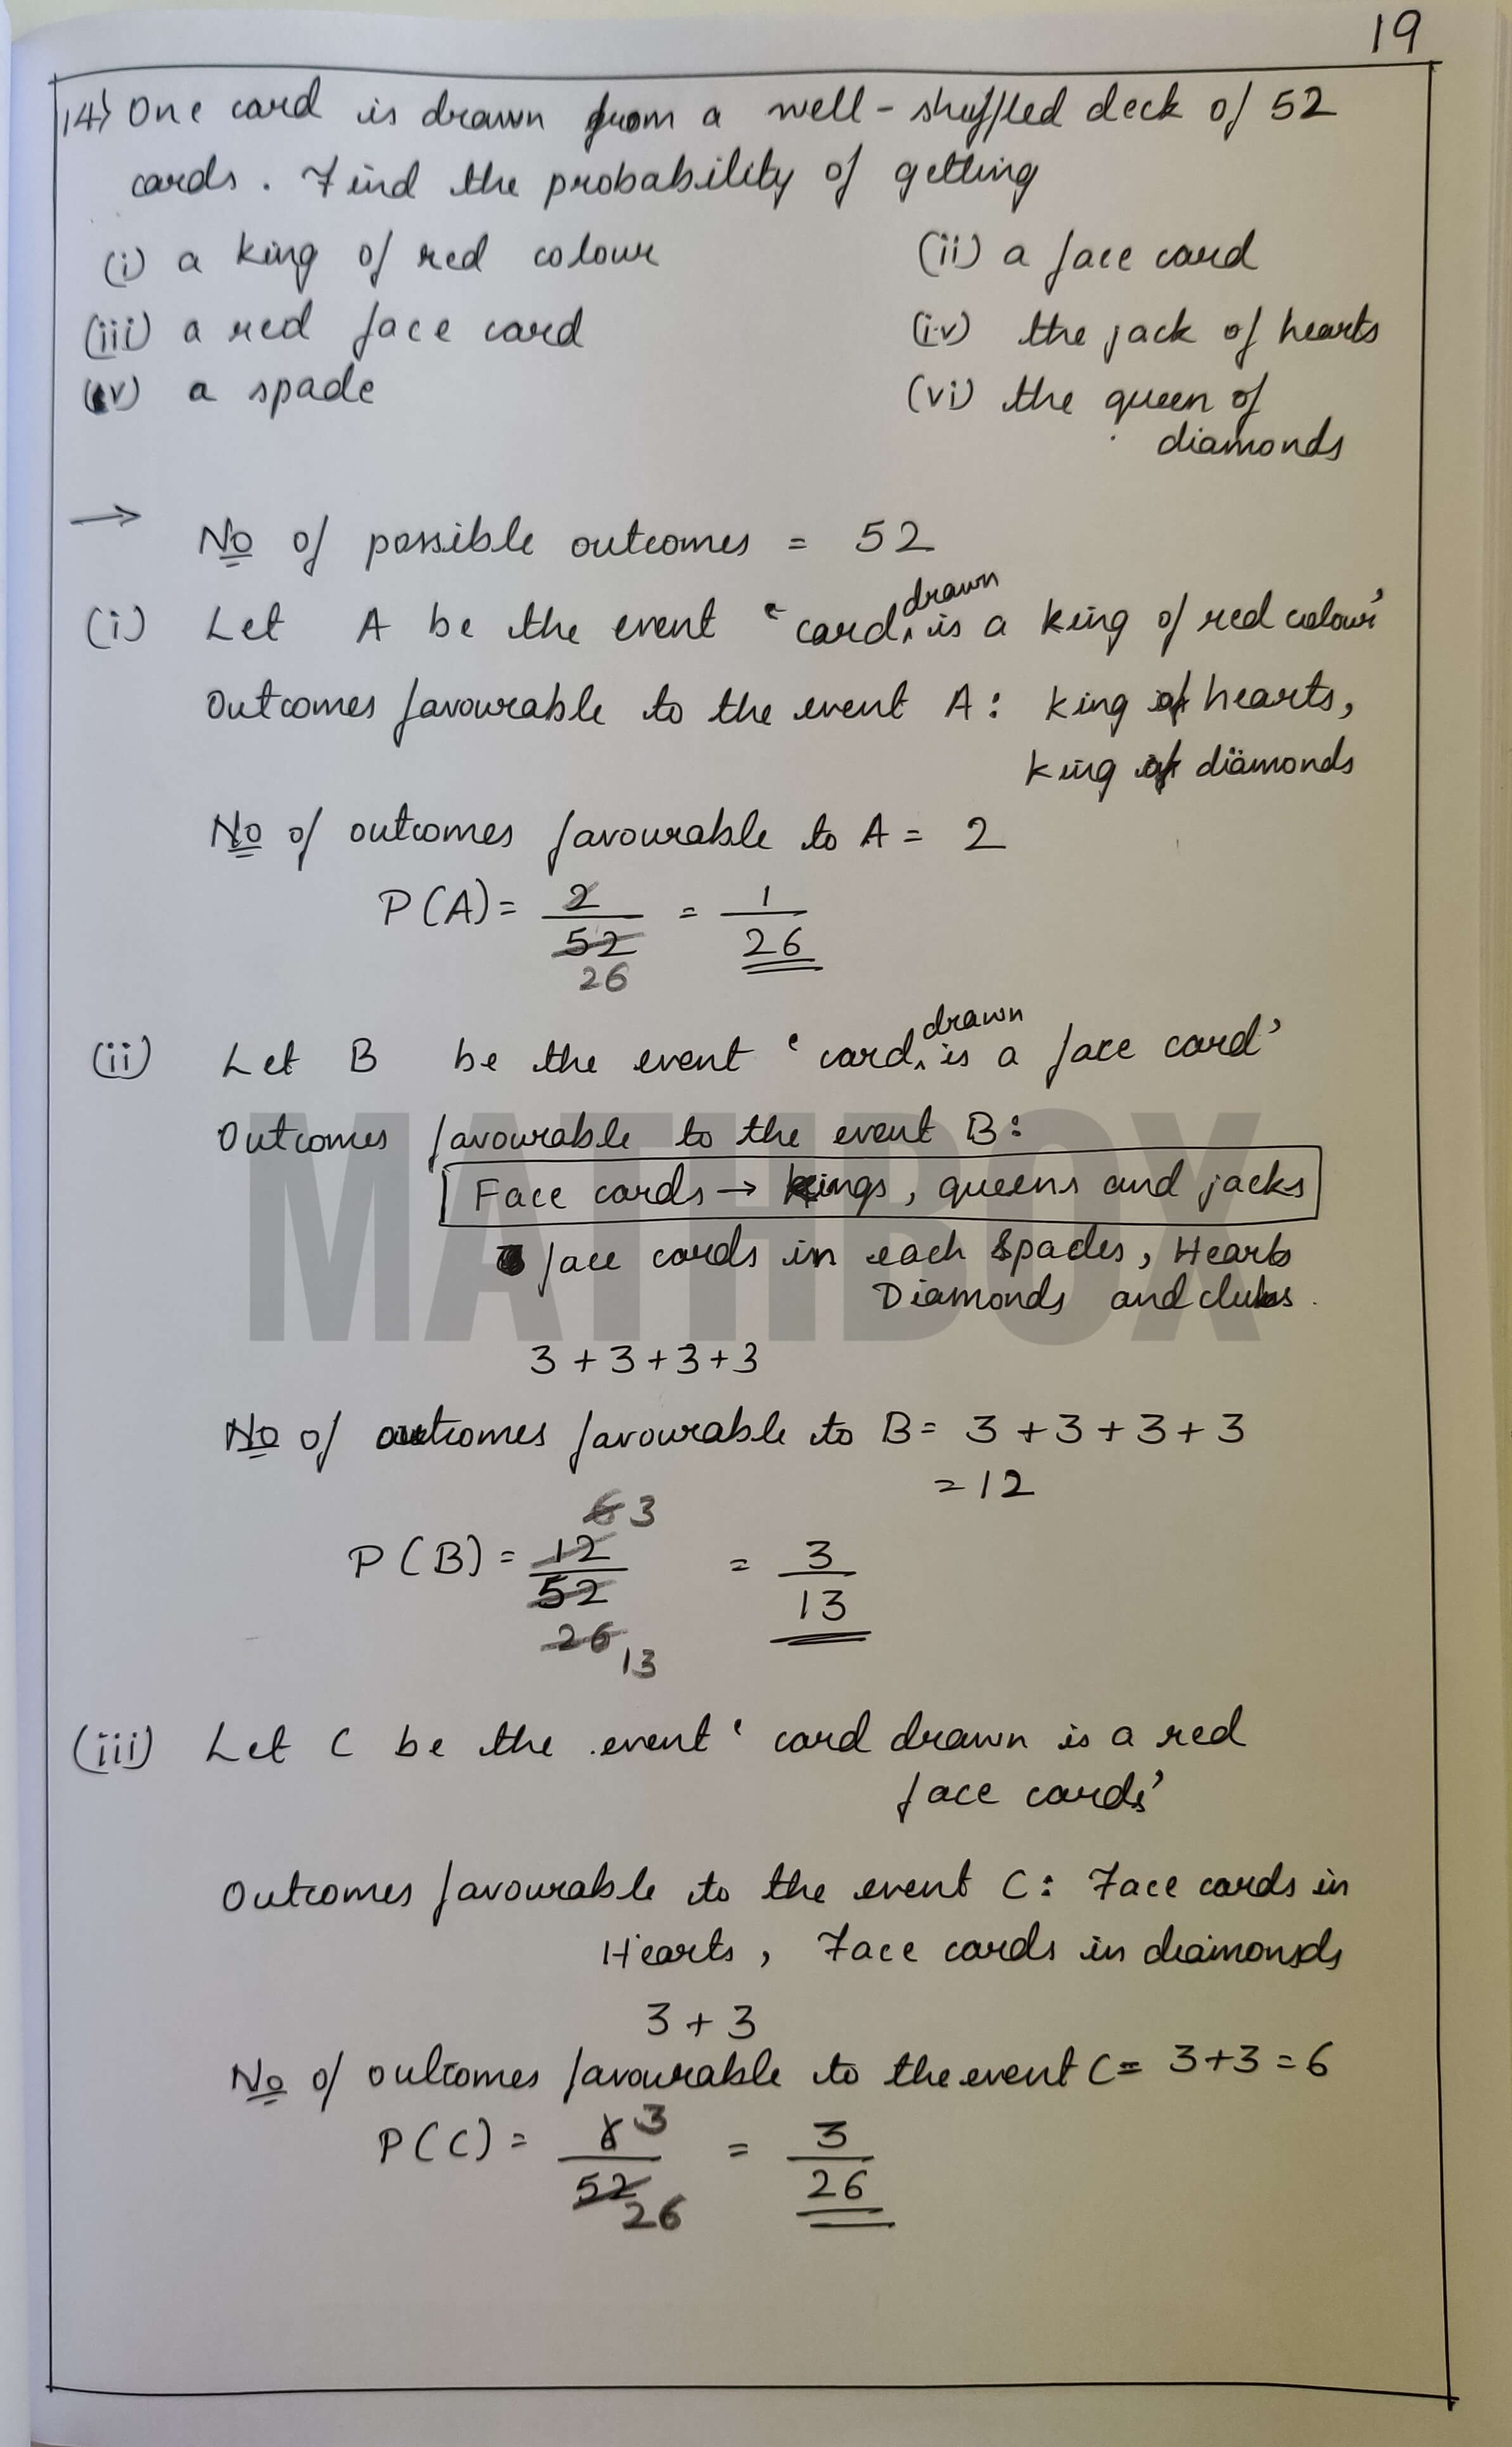 19
14) One card is drawn from a well-shuffled deck of 52
cards. Find the probability of getting
(i) a king of red colour (ii) a face card
(iii) a red face card (iv) the jack of hearts
(v) a spade (vi) the queen of
diamonds
→ No of possible outcomes = 52
(i) Let A be the event 'card drawn is a king of red colour'
Outcomes favourable to the event A: king of hearts,
king of diamonds
No of outcomes favourable to A = 2
P(A) = 2/52 = 1/26
26
(ii) Let B be the event 'card drawn is a face card'
Outcomes favourable to the event B:
Face cards → kings, queens and jacks
face cards in each Spades, Hearts
Diamonds and clubs.
3+3+3+3
No of outcomes favourable to B = 3+3+3+3
= 12
6 3
P(B) = 12/52 = 3/13
26 13
(iii) Let C be the event 'card drawn is a red
face cards'
Outcomes favourable to the event C: Face cards in
Hearts, Face cards in diamonds
3+3
No of outcomes favourable to the event C = 3+3=6
3
P(C) = 6/52 = 3/26
26
MATHBOX